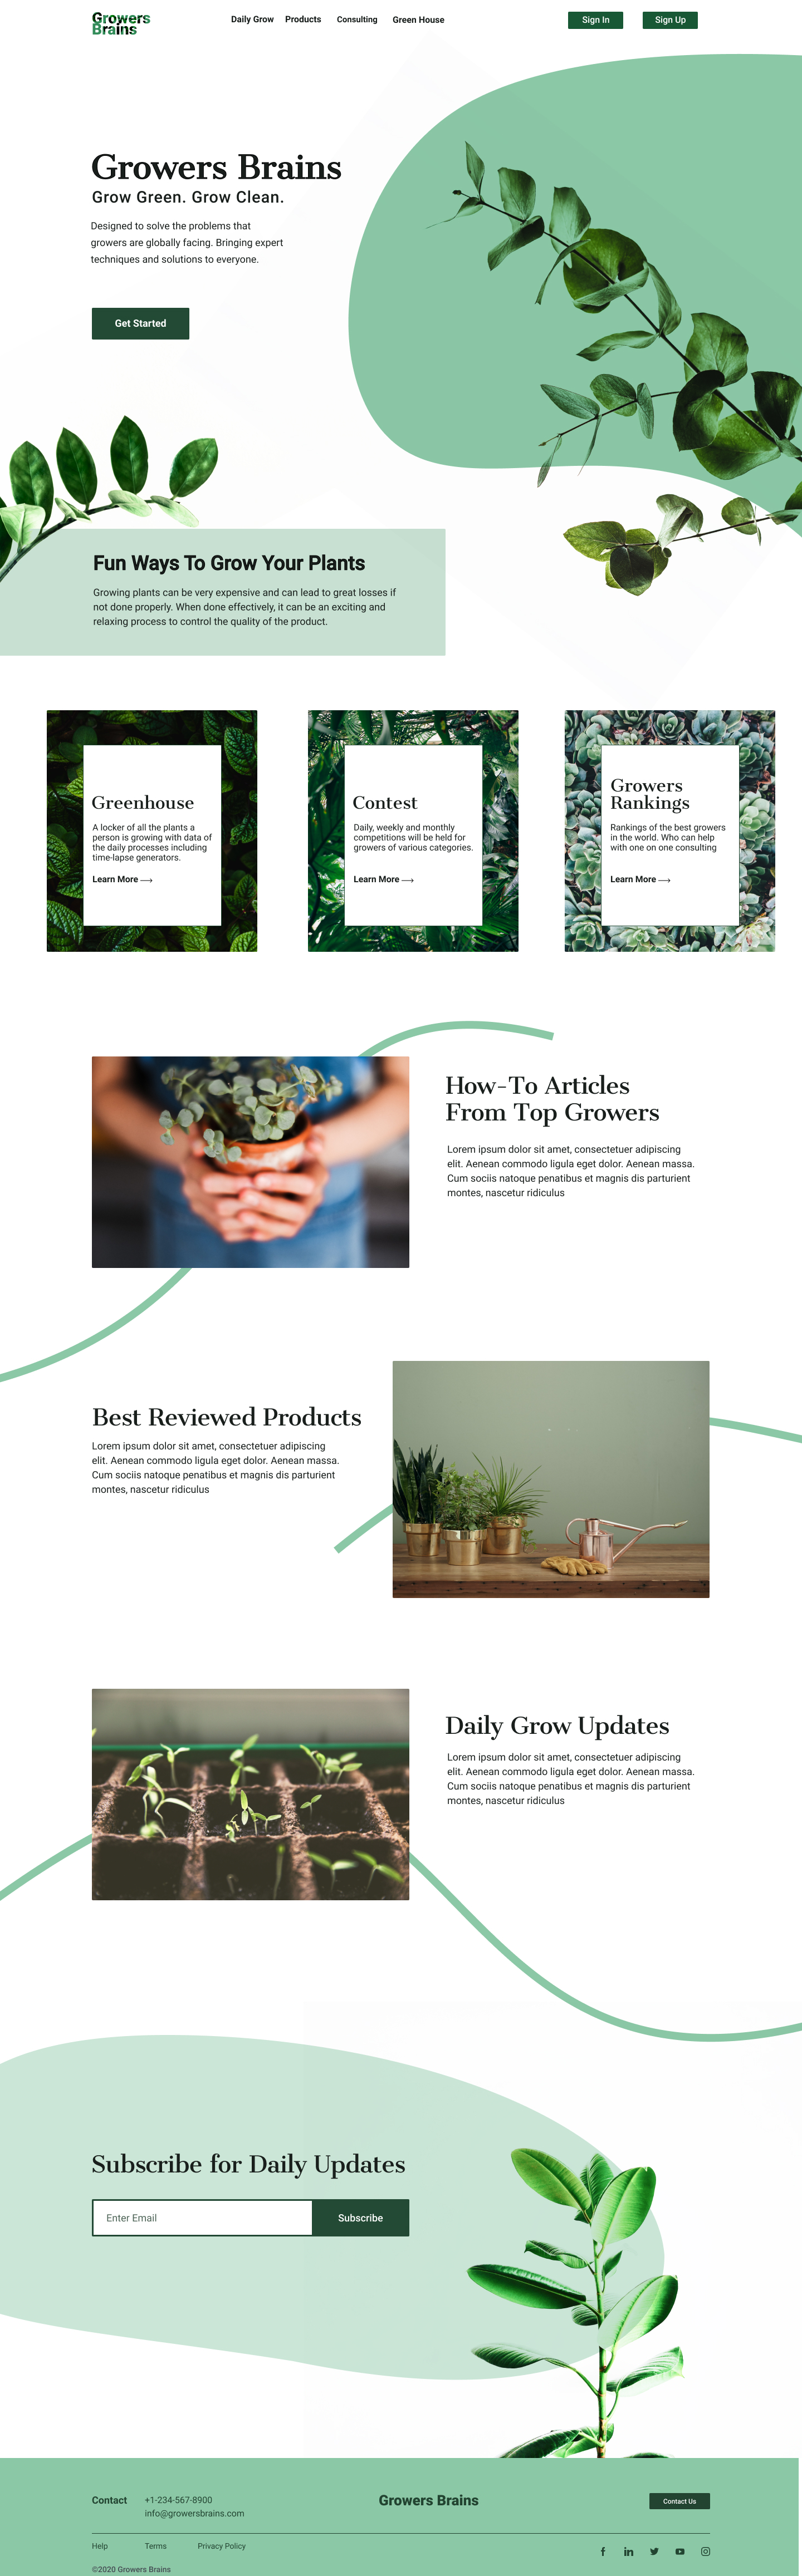 Growers
Brains
Daily Grow
Products
Consulting
Green House
Sign In
Sign Up
Growers Brains
Grow Green. Grow Clean.
Designed to solve the problems that
growers are globally facing. Bringing expert
techniques and solutions to everyone.
Get Started
Fun Ways To Grow Your Plants
Growing plants can be very expensive and can lead to great losses if
not done properly. When done effectively, it can be an exciting and
relaxing process to control the quality of the product.
Greenhouse
A locker of all the plants a
person is growing with data of
the daily processes including
time-lapse generators.
Learn More
Contest
Daily, weekly and monthly
competitions will be held for
growers of various categories.
Learn More
Growers
Rankings
Rankings of the best growers
in the world. Who can help
with one on one consulting
Learn More
How-To Articles
From Top Growers
Lorem ipsum dolor sit amet, consectetuer adipiscing
elit. Aenean commodo ligula eget dolor. Aenean massa.
Cum sociis natoque penatibus et magnis dis parturient
montes, nascetur ridiculus
Best Reviewed Products
Lorem ipsum dolor sit amet, consectetuer adipiscing
elit. Aenean commodo ligula eget dolor. Aenean massa.
Cum sociis natoque penatibus et magnis dis parturient
montes, nascetur ridiculus
Daily Grow Updates
Lorem ipsum dolor sit amet, consectetuer adipiscing
elit. Aenean commodo ligula eget dolor. Aenean massa.
Cum sociis natoque penatibus et magnis dis parturient
montes, nascetur ridiculus
Subscribe for Daily Updates
Enter Email
Subscribe
Contact
+1-234-567-8900
info@growersbrains.com
Growers Brains
Contact Us
Help
Terms
Privacy Policy
©2020 Growers Brains